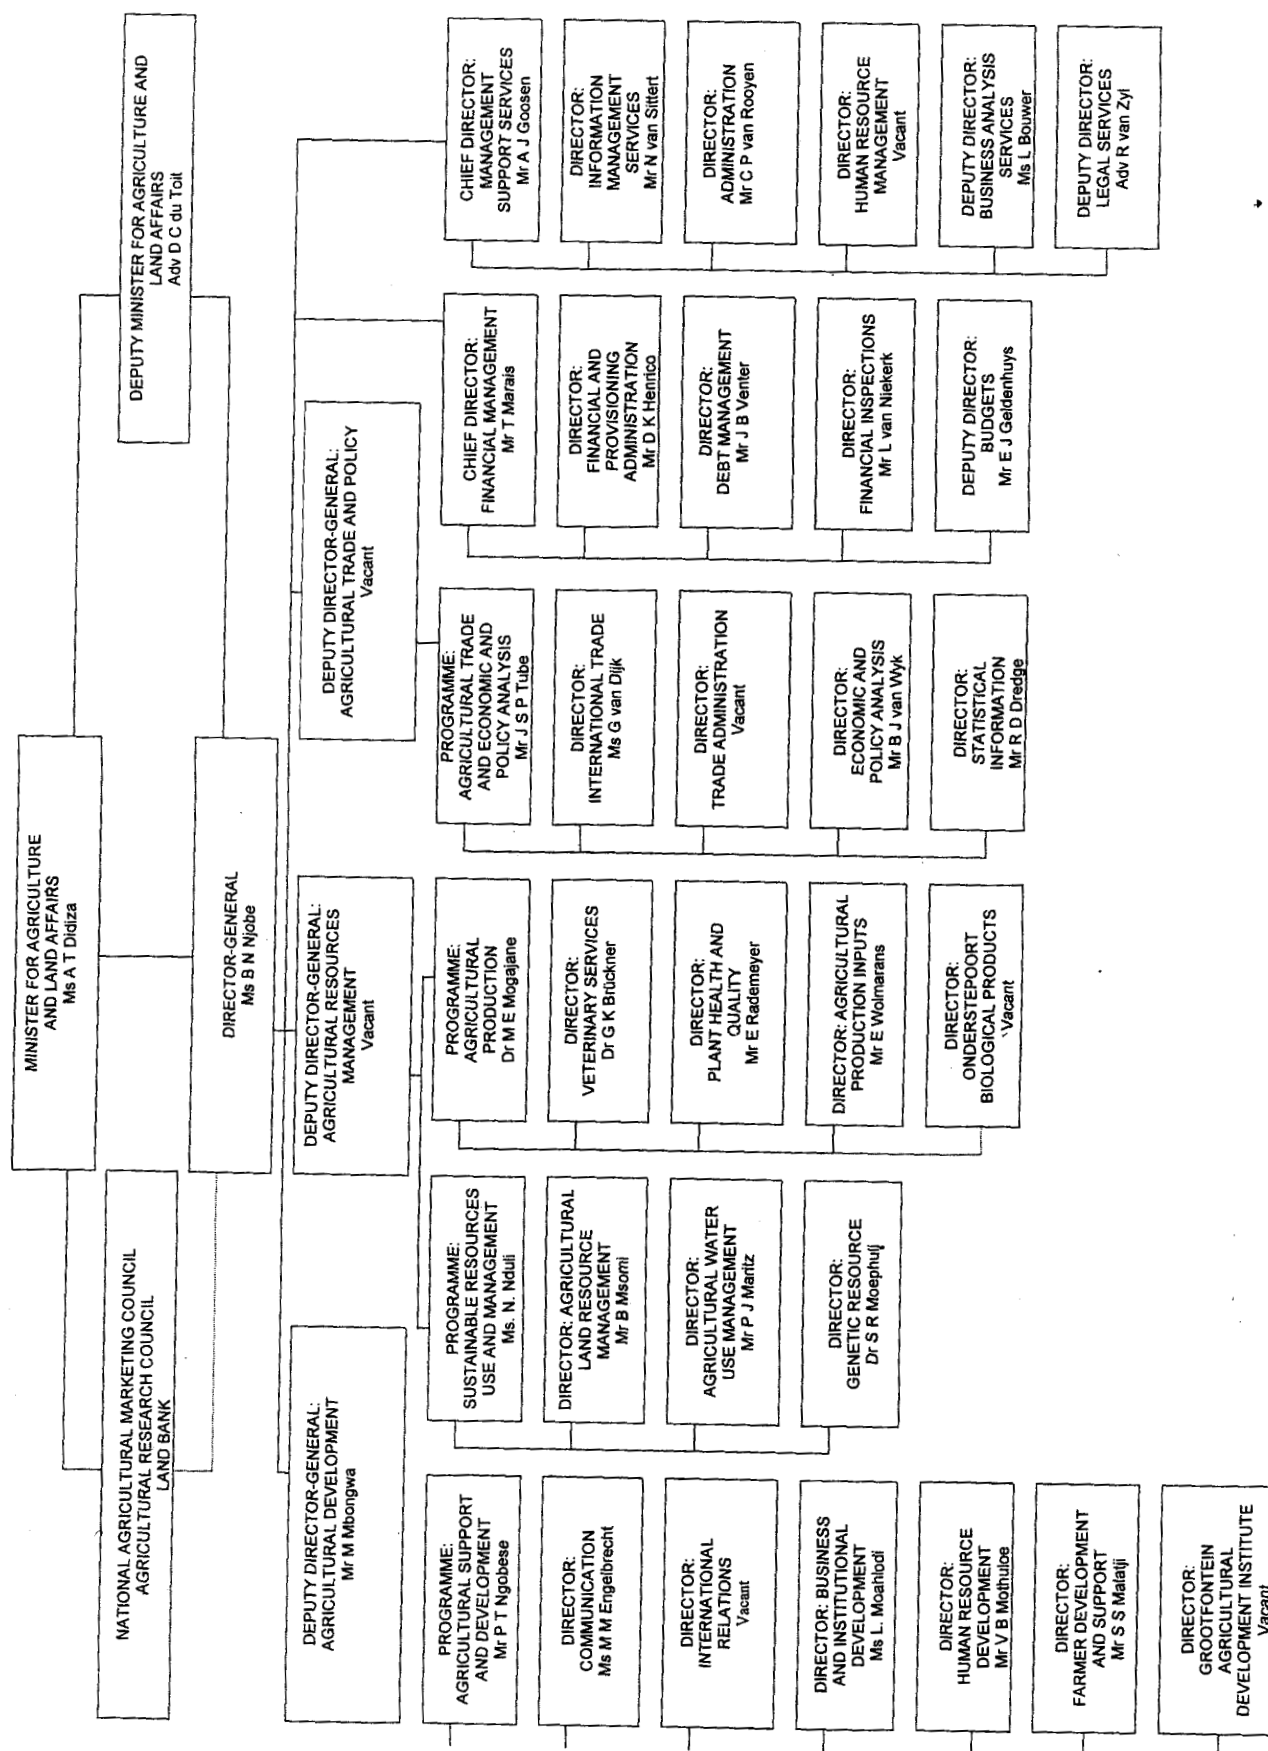 MINISTER FOR AGRICULTURE
AND LAND AFFAIRS
Ms A T Didiza
NATIONAL AGRICULTURAL MARKETING COUNCIL
AGRICULTURAL RESEARCH COUNCIL
LAND BANK
DEPUTY MINISTER FOR AGRICULTURE AND
LAND AFFAIRS
Adv D C du Toit
DIRECTOR-GENERAL
Ms B N Njobe
DEPUTY DIRECTOR-GENERAL:
AGRICULTURAL DEVELOPMENT
Mr M Mbongwa
DEPUTY DIRECTOR-GENERAL:
AGRICULTURAL RESOURCES
MANAGEMENT
Vacant
DEPUTY DIRECTOR-GENERAL:
AGRICULTURAL TRADE AND POLICY
Vacant
PROGRAMME:
AGRICULTURAL SUPPORT
AND DEVELOPMENT
Mr P T Ngobese
DIRECTOR:
COMMUNICATION
Ms M M Engelbrecht
DIRECTOR:
INTERNATIONAL
RELATIONS
Vacant
DIRECTOR: BUSINESS
AND INSTITUTIONAL
DEVELOPMENT
Ms L. Moahlodi
DIRECTOR:
HUMAN RESOURCE
DEVELOPMENT
Mr V B Mothuloe
DIRECTOR:
FARMER DEVELOPMENT
AND SUPPORT
Mr S S Malatji
DIRECTOR:
GROOTFONTEIN
AGRICULTURAL
DEVELOPMENT INSTITUTE
Vacant
PROGRAMME:
SUSTAINABLE RESOURCES
USE AND MANAGEMENT
Ms. N. Nduli
DIRECTOR: AGRICULTURAL
LAND RESOURCE
MANAGEMENT
Mr B Msomi
DIRECTOR:
AGRICULTURAL WATER
USE MANAGEMENT
Mr P J Maritz
DIRECTOR:
GENETIC RESOURCE
Dr S R Moephulj
PROGRAMME:
AGRICULTURAL
PRODUCTION
Dr M E Mogajane
DIRECTOR:
VETERINARY SERVICES
Dr G K Brückner
DIRECTOR:
PLANT HEALTH AND
QUALITY
Mr E Rademeyer
DIRECTOR: AGRICULTURAL
PRODUCTION INPUTS
Mr E Wolmarans
DIRECTOR:
ONDERSTEPOORT
BIOLOGICAL PRODUCTS
Vacant
PROGRAMME:
AGRICULTURAL TRADE
AND ECONOMIC AND
POLICY ANALYSIS
Mr J S P Tube
DIRECTOR:
INTERNATIONAL TRADE
Ms G van Dijk
DIRECTOR:
TRADE ADMINISTRATION
Vacant
DIRECTOR:
ECONOMIC AND
POLICY ANALYSIS
Mr B J van Wyk
DIRECTOR:
STATISTICAL
INFORMATION
Mr R D Dredge
CHIEF DIRECTOR:
FINANCIAL MANAGEMENT
Mr T Marais
DIRECTOR:
FINANCIAL AND
PROVISIONING
ADMINISTRATION
Mr D K Henrico
DIRECTOR:
DEBT MANAGEMENT
Mr J B Venter
DIRECTOR:
FINANCIAL INSPECTIONS
Mr L van Niekerk
DEPUTY DIRECTOR:
BUDGETS
Mr E J Geldenhuys
CHIEF DIRECTOR:
MANAGEMENT
SUPPORT SERVICES
Mr A J Goosen
DIRECTOR:
INFORMATION
MANAGEMENT
SERVICES
Mr N van Sittert
DIRECTOR:
ADMINISTRATION
Mr C P van Rooyen
DIRECTOR:
HUMAN RESOURCE
MANAGEMENT
Vacant
DEPUTY DIRECTOR:
BUSINESS ANALYSIS
SERVICES
Ms L Bouwer
DEPUTY DIRECTOR:
LEGAL SERVICES
Adv R van Zyl